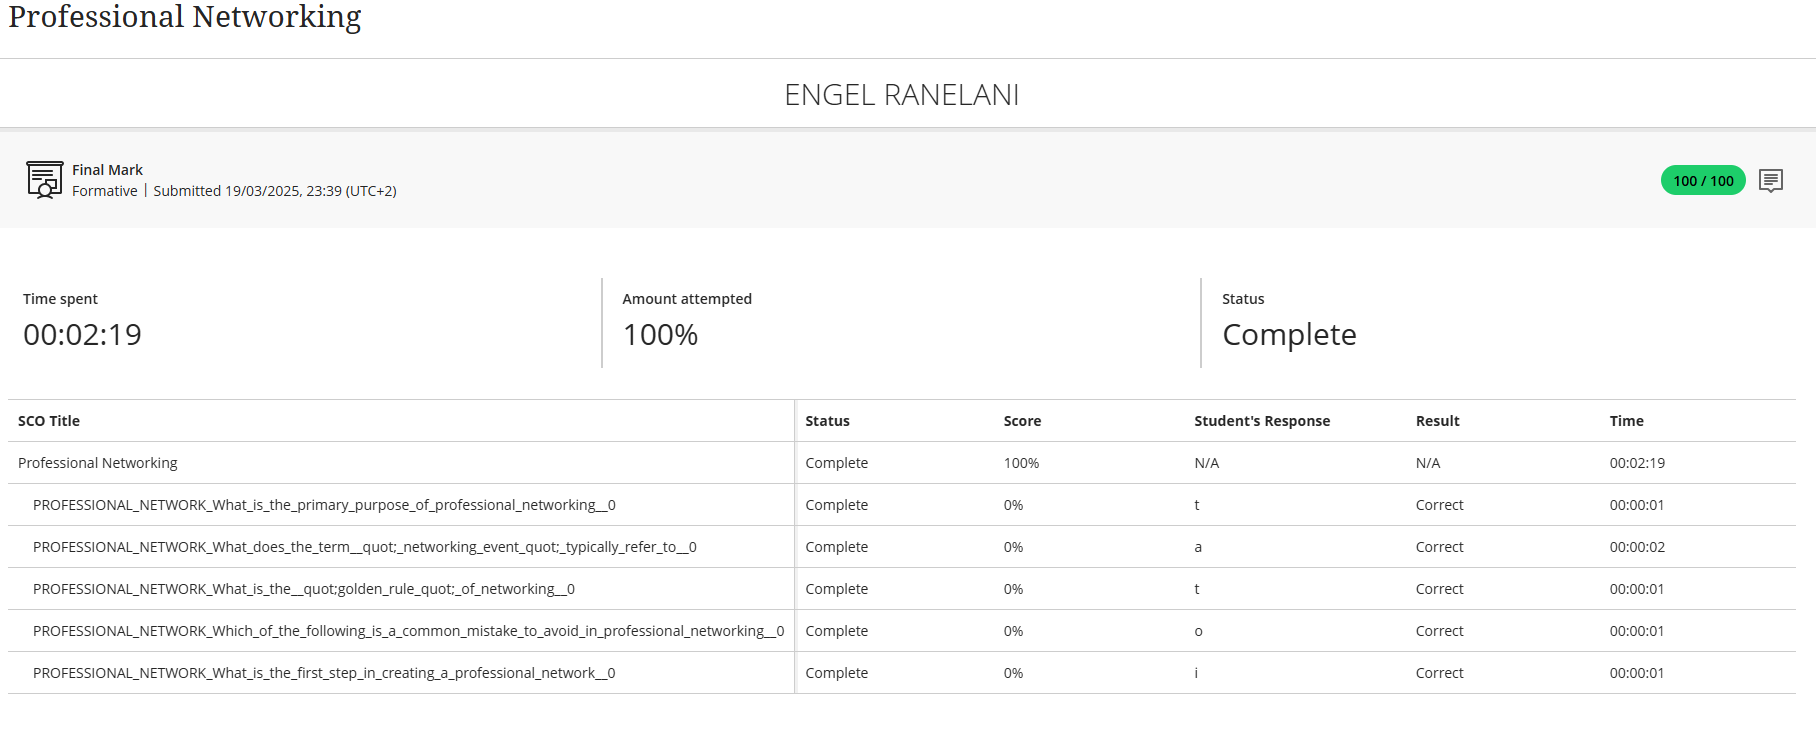 Professional Networking
ENGEL RANELANI
Final Mark
Formative | Submitted 19/03/2025, 23:39 (UTC+2)
100 / 100
Time spent Amount attempted Status
00:02:19 100% Complete
SCO Title Status Score Student's Response Result Time
Professional Networking Complete 100% N/A N/A 00:02:19
PROFESSIONAL_NETWORK_What_is_the_primary_purpose_of_professional_networking__0 Complete 0% t Correct 00:00:01
PROFESSIONAL_NETWORK_What_does_the_term__quot;_networking_event_quot;_typically_refer_to__0 Complete 0% a Correct 00:00:02
PROFESSIONAL_NETWORK_What_is_the__quot;golden_rule_quot;_of_networking__0 Complete 0% t Correct 00:00:01
PROFESSIONAL_NETWORK_Which_of_the_following_is_a_common_mistake_to_avoid_in_professional_networking__0 Complete 0% o Correct 00:00:01
PROFESSIONAL_NETWORK_What_is_the_first_step_in_creating_a_professional_network__0 Complete 0% i Correct 00:00:01